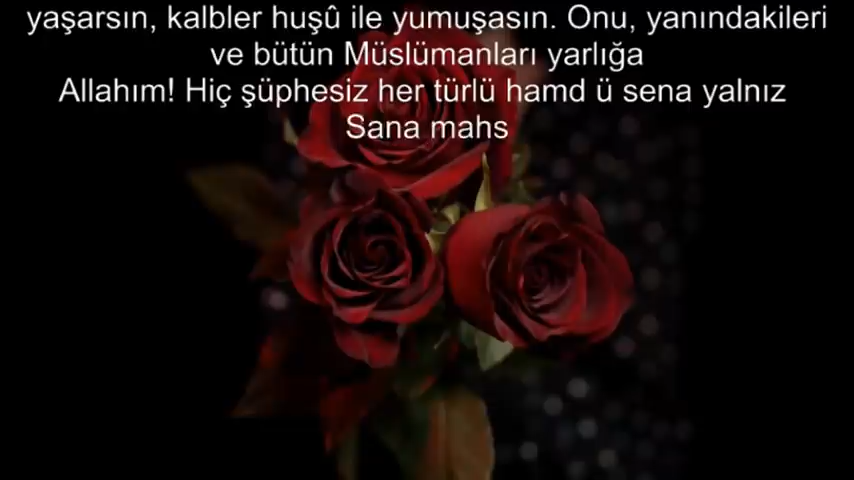 yaşarsın, kalbler huşû ile yumuşasın. Onu, yanındakileri
ve bütün Müslümanları yarlığa
Allahım! Hiç şüphesiz her türlü hamd ü sena yalnız
Sana mahs